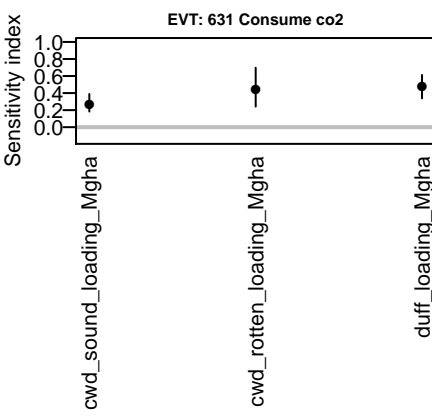 EVT: 631 Consume co2
Sensitivity index
1.0
0.8
0.6
0.4
0.2
0.0
cwd_sound_loading_Mgha
cwd_rotten_loading_Mgha
duff_loading_Mgha